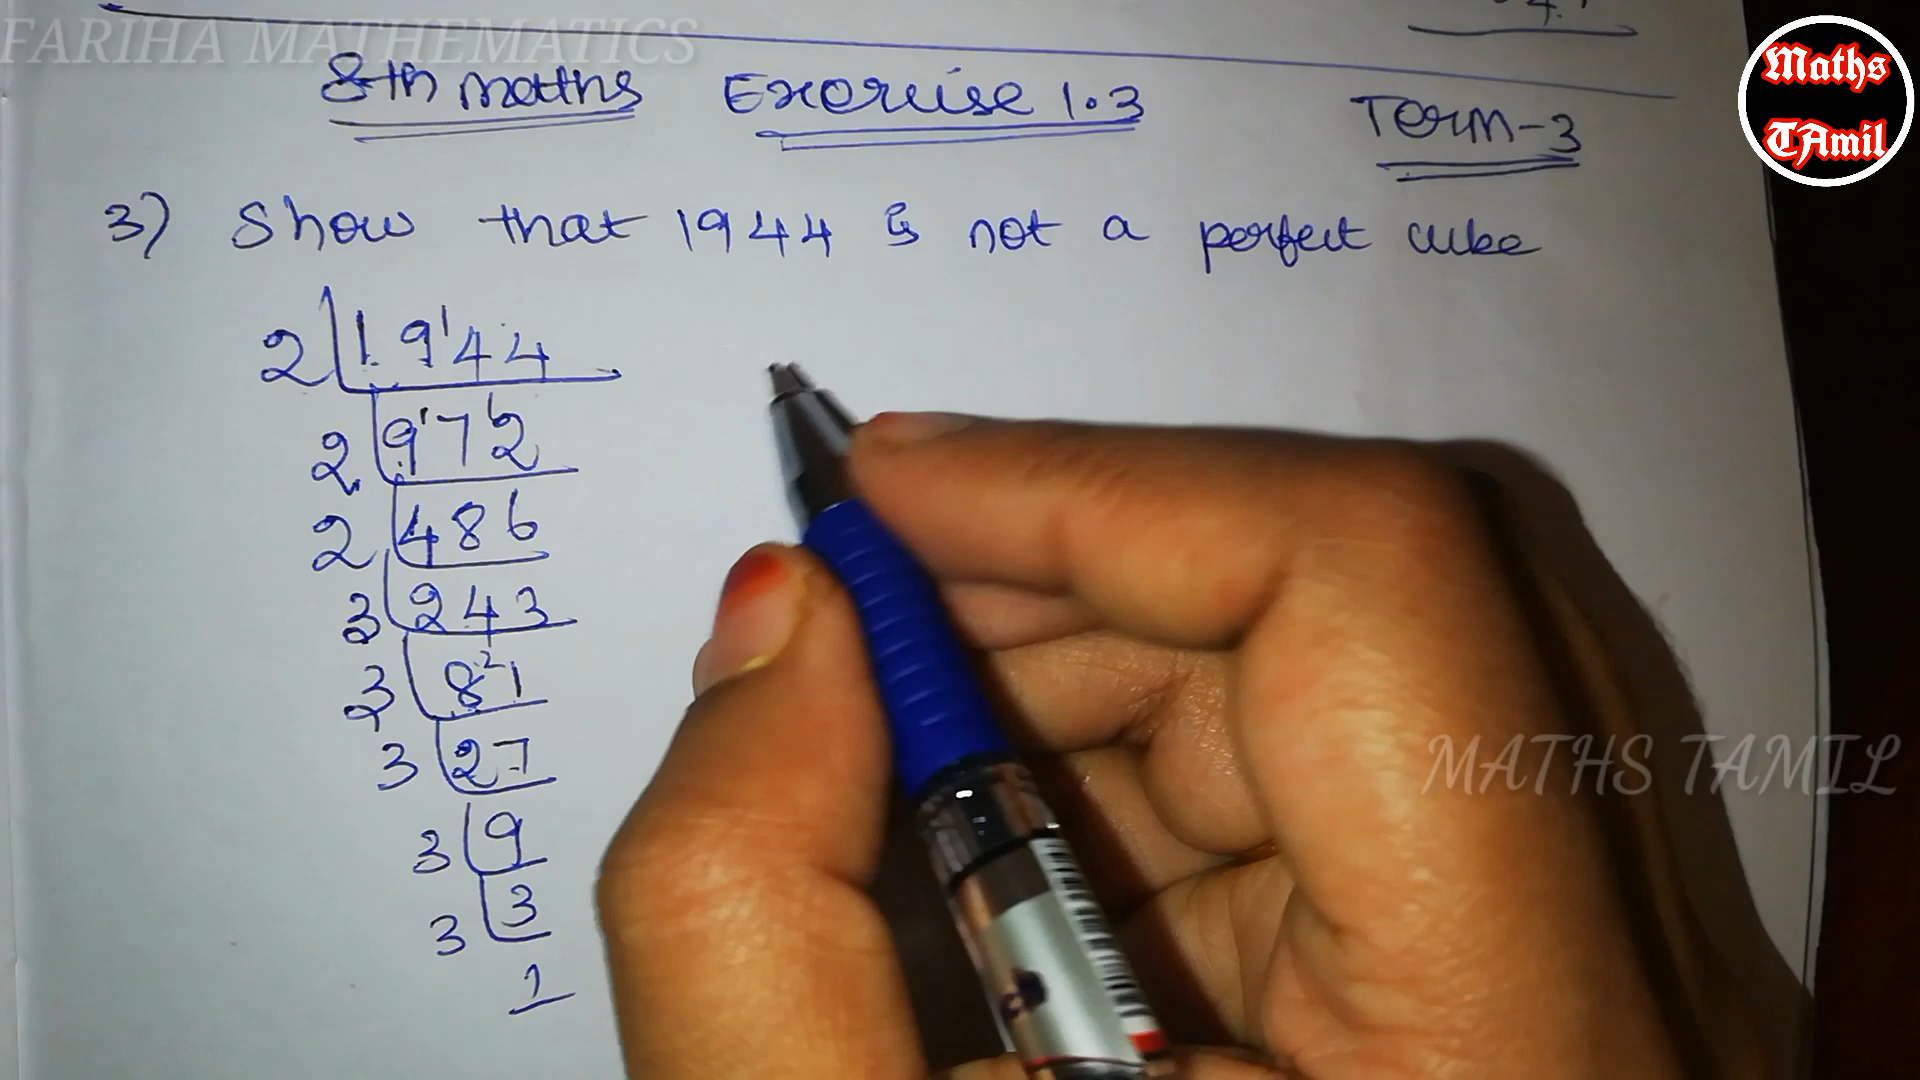 FARIHA MATHEMATICS
Maths
TAmil
8th maths Exercise 1.3
Term-3
3) Show that 1944 is not a perfect cube
2 1944
2 972
2 486
3 243
3 81
3 27
3 9
3 3
1
MATHS TAMIL